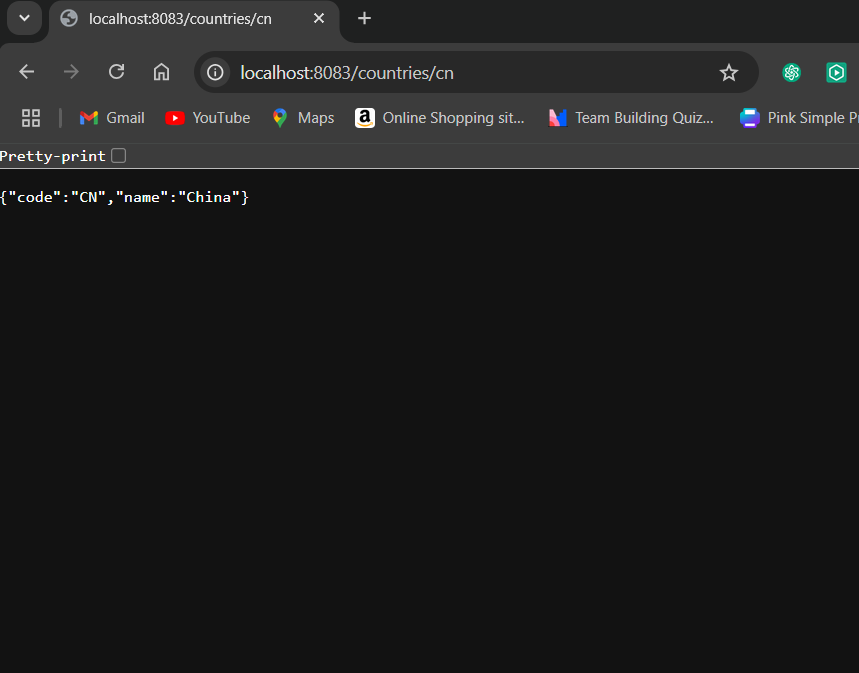 localhost:8083/countries/cn
localhost:8083/countries/cn
Gmail YouTube Maps Online Shopping sit... Team Building Quiz... Pink Simple P
Pretty-print
{"code":"CN","name":"China"}